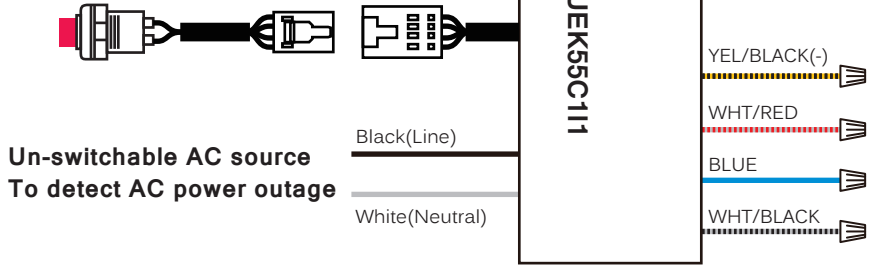 UEK55C1I1
YEL/BLACK(-)
WHT/RED
BLUE
WHT/BLACK
Black(Line)
White(Neutral)
Un-switchable AC source
To detect AC power outage